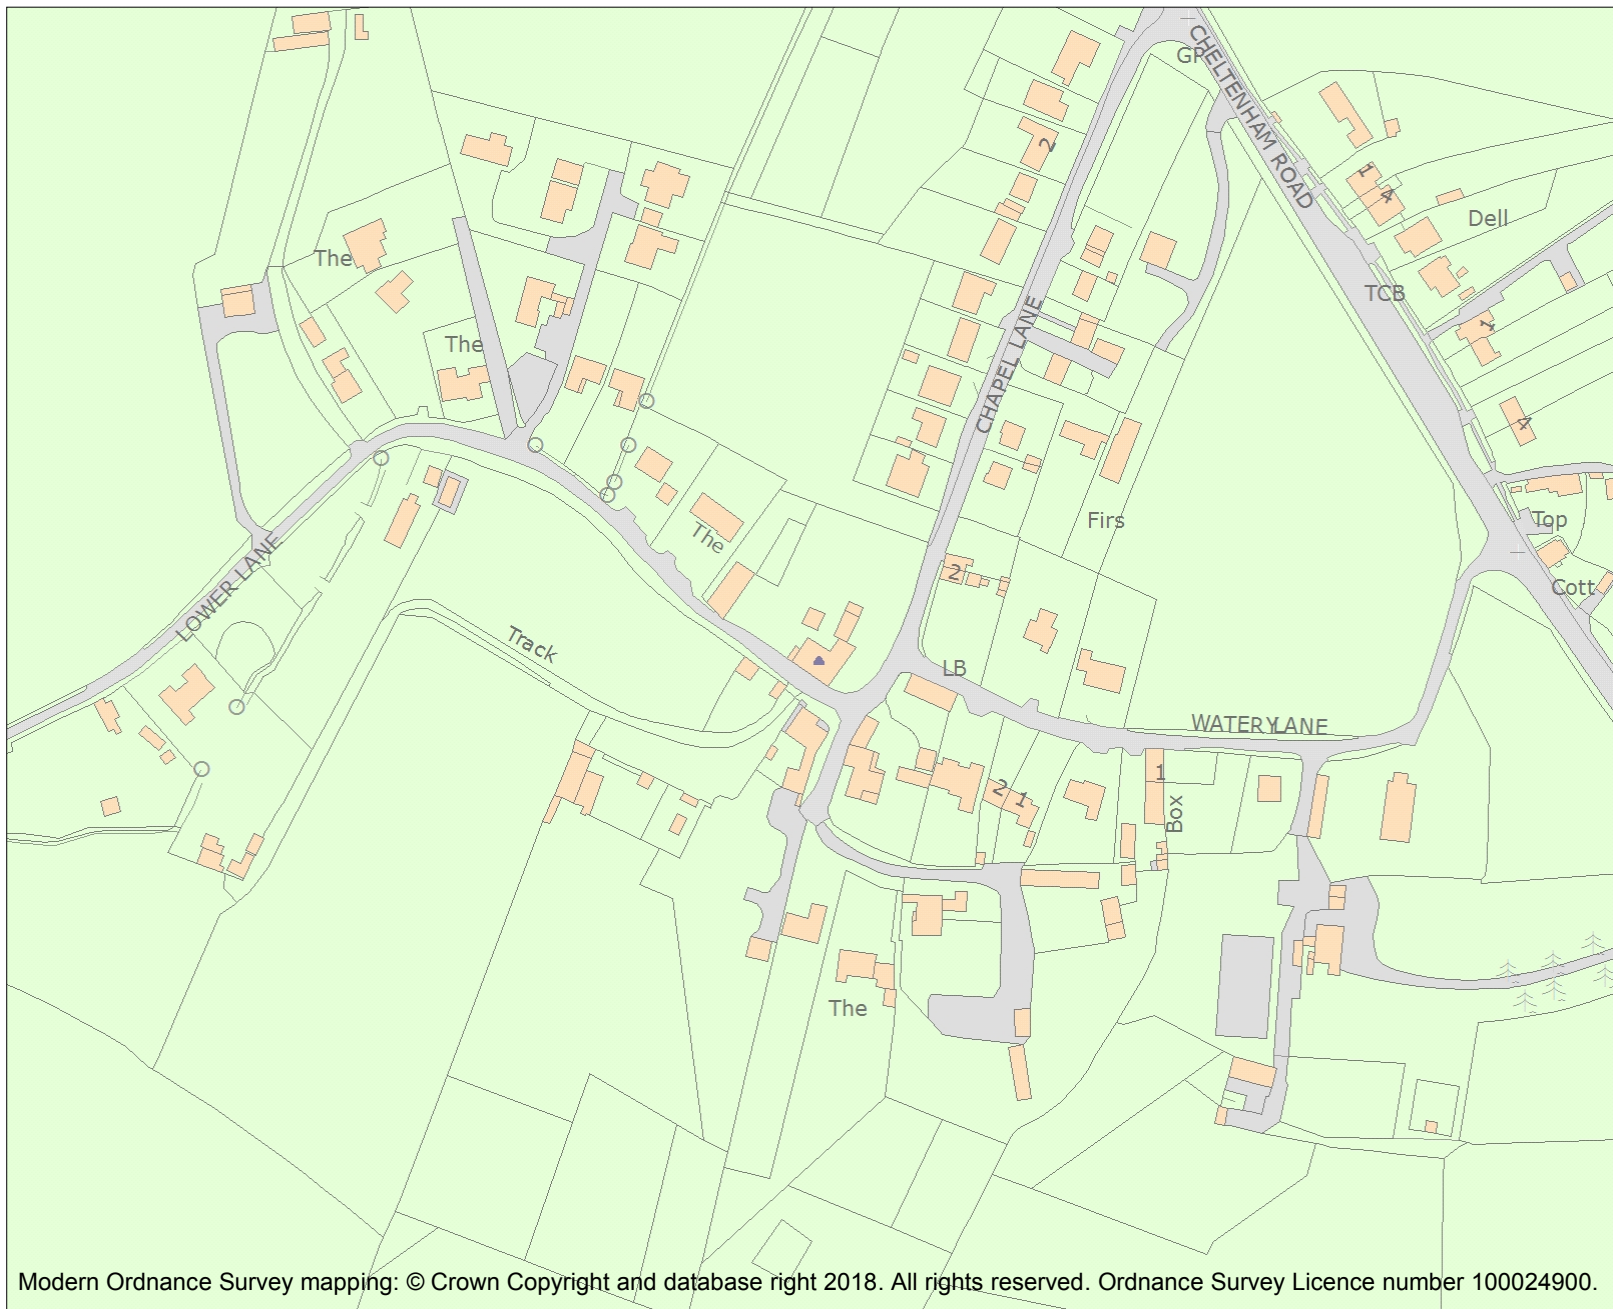 GP
CHELTENHAM ROAD
2
1
4
Dell
The
TCB
1
The
CHAPEL LANE
4
The
Firs
Top
LOWER LANE
2
Cott
Track
LB
WATERY LANE
1
2
1
Box
The
Modern Ordnance Survey mapping: © Crown Copyright and database right 2018. All rights reserved. Ordnance Survey Licence number 100024900.